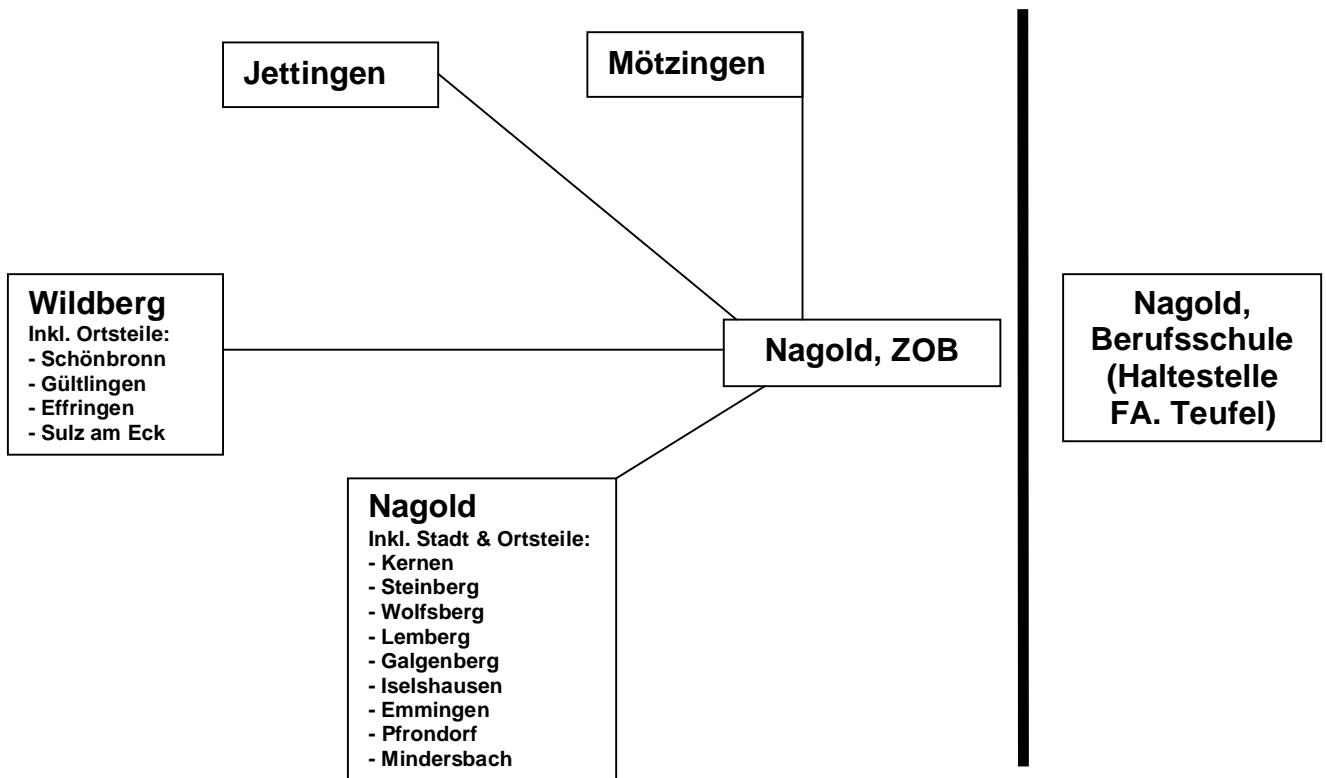 Jettingen
Mötzingen
Wildberg
Inkl. Ortsteile:
- Schönbronn
- Gültlingen
- Effringen
- Sulz am Eck
Nagold, ZOB
Nagold,
Berufsschule
(Haltestelle
FA. Teufel)
Nagold
Inkl. Stadt & Ortsteile:
- Kernen
- Steinberg
- Wolfsberg
- Lemberg
- Galgenberg
- Iselshausen
- Emmingen
- Pfrondorf
- Mindersbach